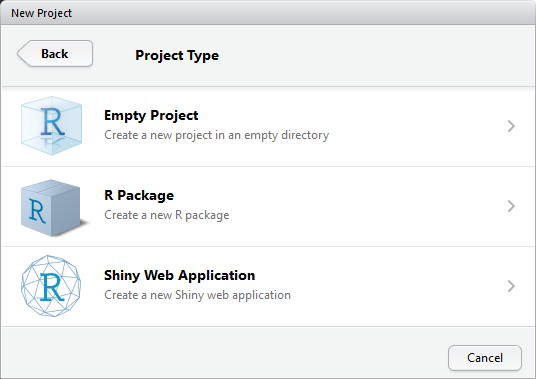 New Project
Back
Project Type
R
Empty Project
Create a new project in an empty directory
R
R Package
Create a new R package
R
Shiny Web Application
Create a new Shiny web application
Cancel